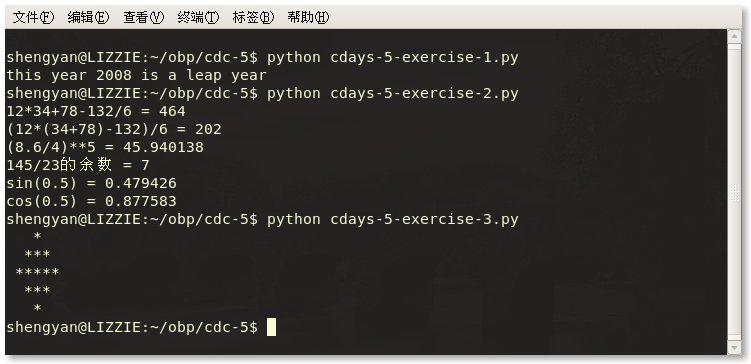 文件(F) 编辑(E) 查看(V) 终端(T) 标签(B) 帮助(H)
shengyan@LIZZIE:~/obp/cdc-5$ python cdays-5-exercise-1.py
this year 2008 is a leap year
shengyan@LIZZIE:~/obp/cdc-5$ python cdays-5-exercise-2.py
12*34+78-132/6 = 464
(12*(34+78)-132)/6 = 202
(8.6/4)**5 = 45.940138
145/23的余数 = 7
sin(0.5) = 0.479426
cos(0.5) = 0.877583
shengyan@LIZZIE:~/obp/cdc-5$ python cdays-5-exercise-3.py
   *
  ***
 *****
  ***
   *
shengyan@LIZZIE:~/obp/cdc-5$